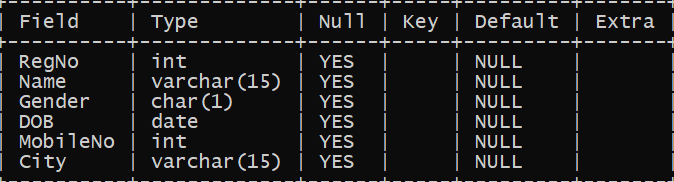 Field | Type | Null | Key | Default | Extra
RegNo | int | YES | | NULL |
Name | varchar(15) | YES | | NULL |
Gender | char(1) | YES | | NULL |
DOB | date | YES | | NULL |
MobileNo | int | YES | | NULL |
City | varchar(15) | YES | | NULL |